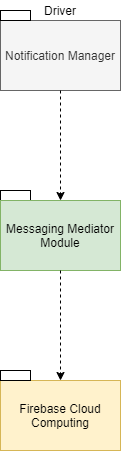 Driver
Notification Manager
Messaging Mediator
Module
Firebase Cloud
Computing